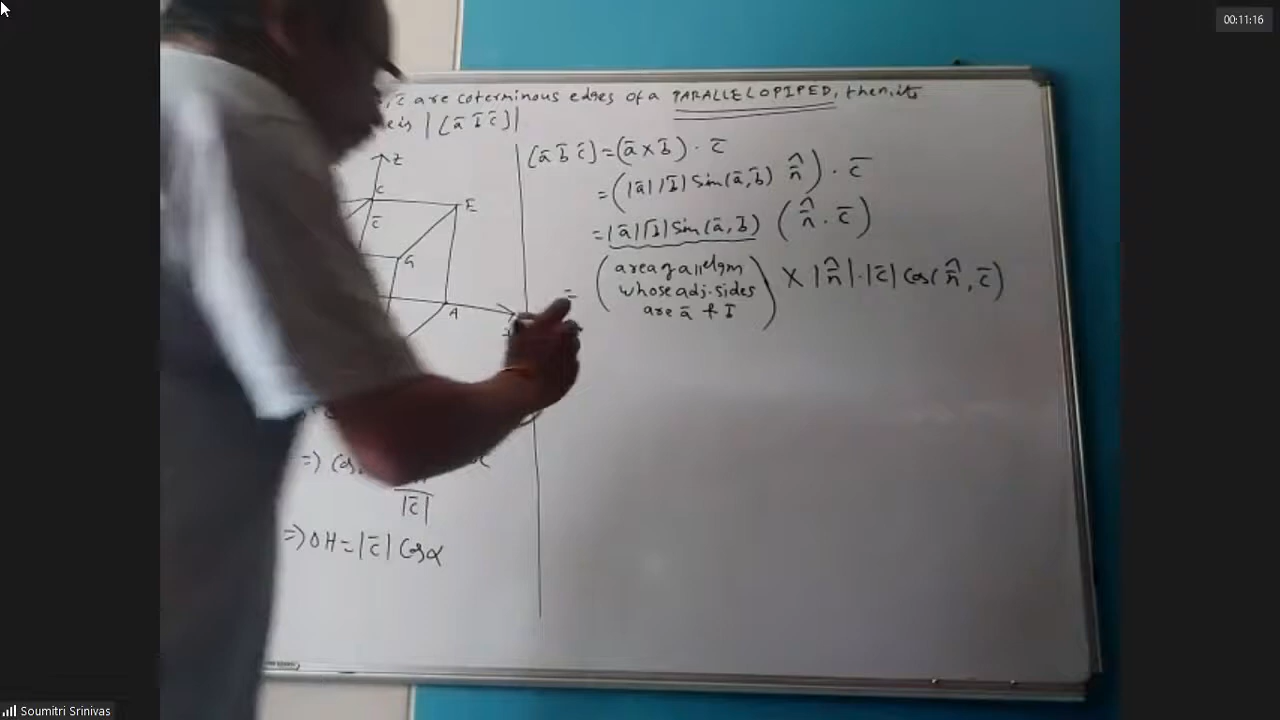 00:11:16
c̄ are coterminous edges of a PARALLELOPIPED, then, its
is |[ā b̄ c̄]|
Z
C
c̄
E
G
A
[ā b̄ c̄] = (ā × b̄) · c̄
= (|ā| |b̄| Sin(ā, b̄) n̂) · c̄
= |ā| |b̄| Sin(ā, b̄) (n̂ · c̄)
= (area of a ||elgm whose adj. sides are ā & b̄) × |n̂| · |c̄| Cos(n̂, c̄)
=) Cos
|c̄|
=) OH = |c̄| Cosα
Soumitri Srinivas